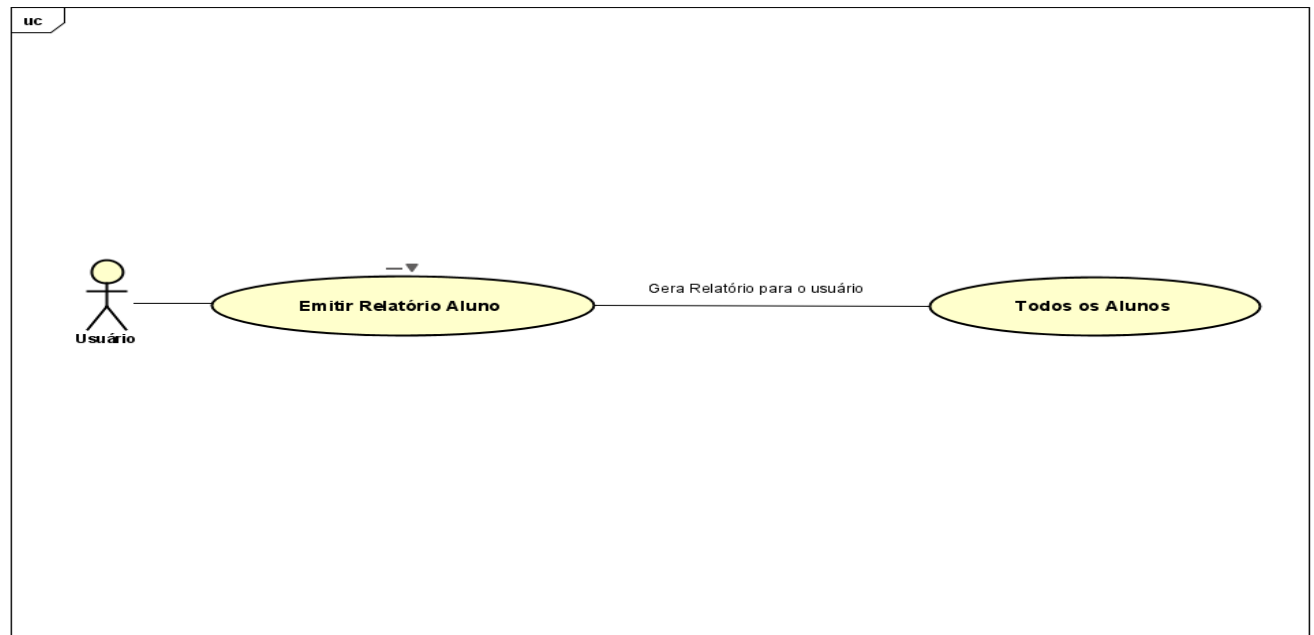 uc
Usuário
Emitir Relatório Aluno
Gera Relatório para o usuário
Todos os Alunos